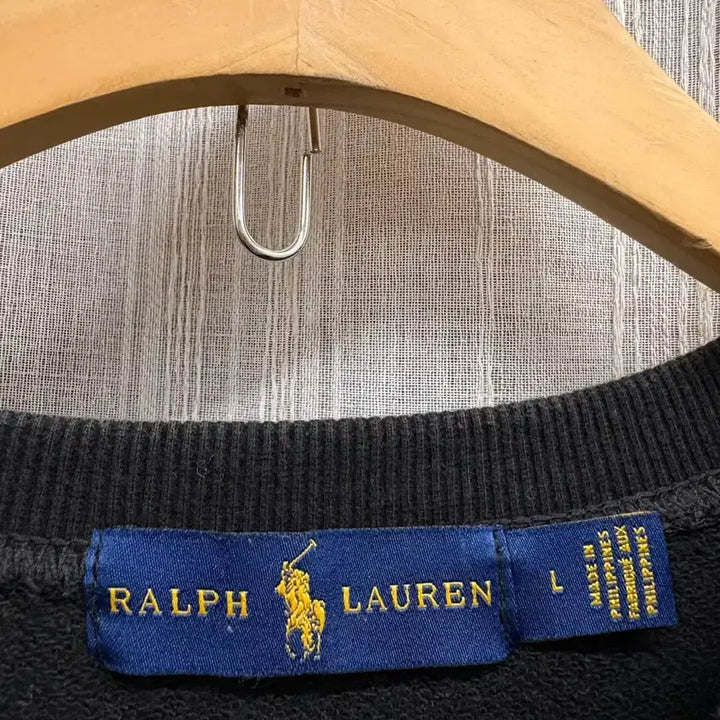 RALPH LAUREN
L
MADE IN
PHILIPPINES
FABRIQUÉ AUX
PHILIPPINES